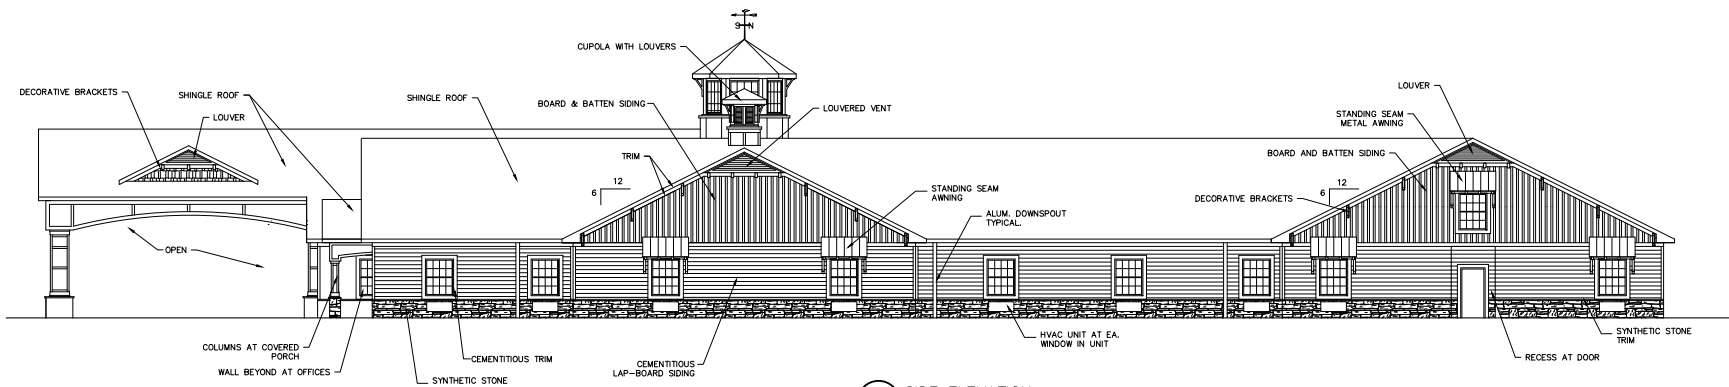 S N
CUPOLA WITH LOUVERS
DECORATIVE BRACKETS
SHINGLE ROOF
LOUVER
SHINGLE ROOF
BOARD & BATTEN SIDING
LOUVERED VENT
LOUVER
STANDING SEAM
METAL AWNING
TRIM
BOARD AND BATTEN SIDING
12
6
STANDING SEAM
AWNING
12
6
DECORATIVE BRACKETS
ALUM. DOWNSPOUT
TYPICAL.
OPEN
COLUMNS AT COVERED
PORCH
WALL BEYOND AT OFFICES
CEMENTITIOUS TRIM
SYNTHETIC STONE
CEMENTITIOUS
LAP-BOARD SIDING
HVAC UNIT AT EA.
WINDOW IN UNIT
SYNTHETIC STONE
TRIM
RECESS AT DOOR